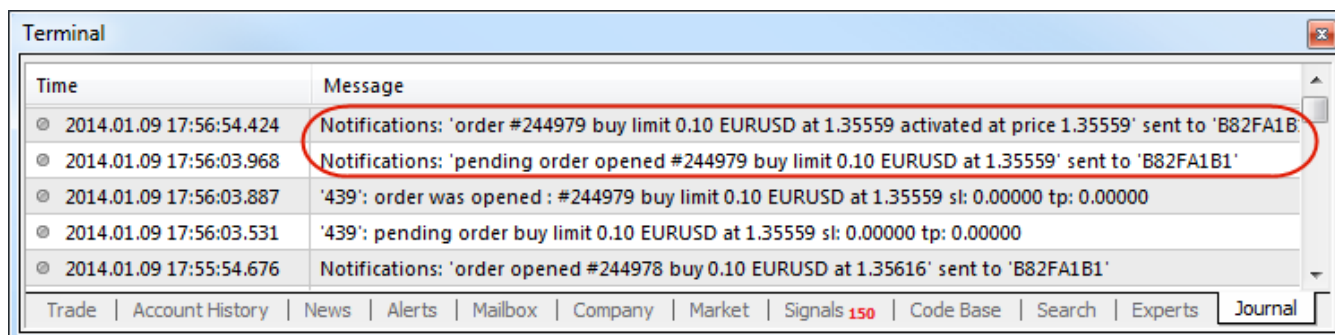 Terminal
Time Message
2014.01.09 17:56:54.424 Notifications: 'order #244979 buy limit 0.10 EURUSD at 1.35559 activated at price 1.35559' sent to 'B82FA1B
2014.01.09 17:56:03.968 Notifications: 'pending order opened #244979 buy limit 0.10 EURUSD at 1.35559' sent to 'B82FA1B1'
2014.01.09 17:56:03.887 '439': order was opened : #244979 buy limit 0.10 EURUSD at 1.35559 sl: 0.00000 tp: 0.00000
2014.01.09 17:56:03.531 '439': pending order buy limit 0.10 EURUSD at 1.35559 sl: 0.00000 tp: 0.00000
2014.01.09 17:55:54.676 Notifications: 'order opened #244978 buy 0.10 EURUSD at 1.35616' sent to 'B82FA1B1'
Trade | Account History | News | Alerts | Mailbox | Company | Market | Signals 150 | Code Base | Search | Experts | Journal